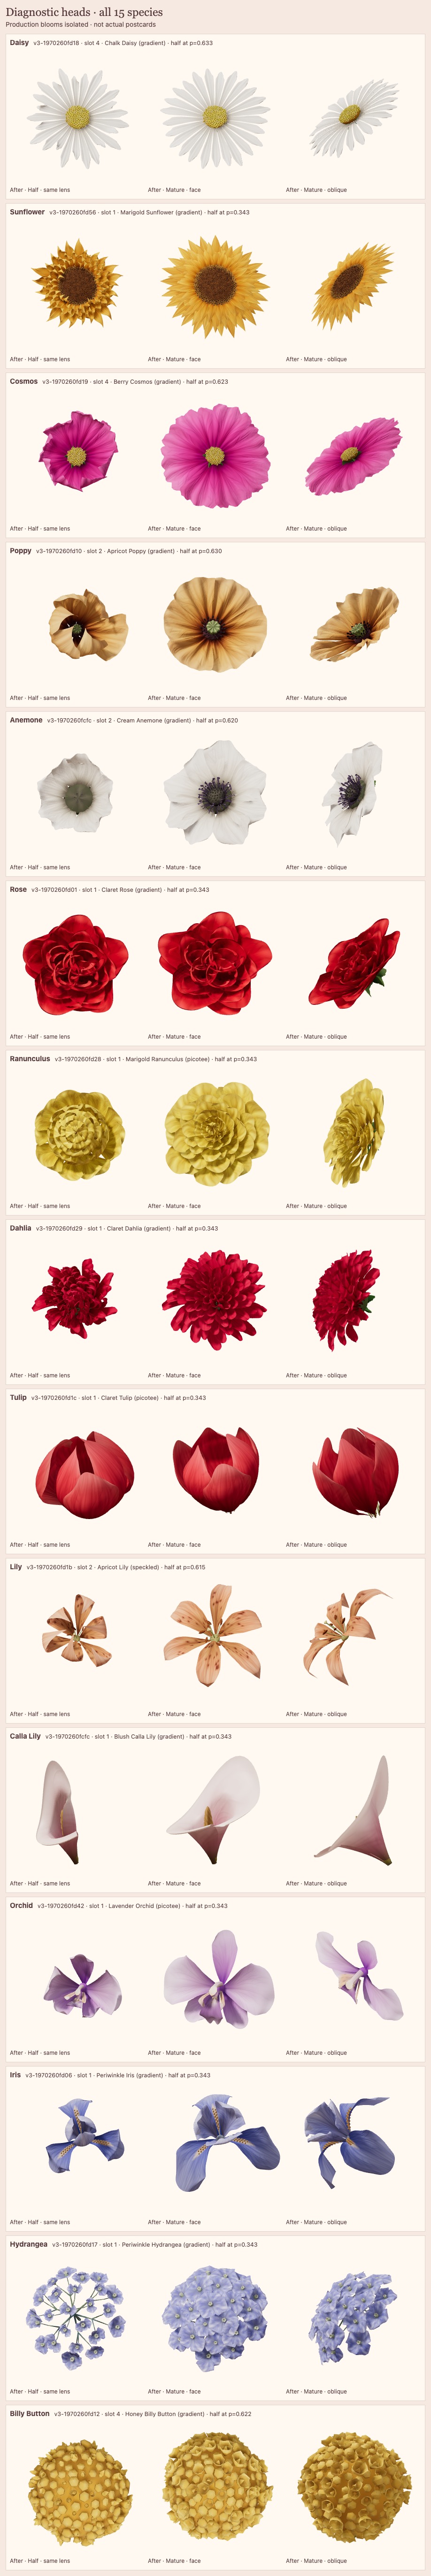 Diagnostic heads · all 15 species
Production blooms isolated · not actual postcards
Daisy v3-1970260fd18 · slot 4 · Chalk Daisy (gradient) · half at p=0.633
After · Half · same lens After · Mature · face After · Mature · oblique
Sunflower v3-1970260fd56 · slot 1 · Marigold Sunflower (gradient) · half at p=0.343
After · Half · same lens After · Mature · face After · Mature · oblique
Cosmos v3-1970260fd19 · slot 4 · Berry Cosmos (gradient) · half at p=0.623
After · Half · same lens After · Mature · face After · Mature · oblique
Poppy v3-1970260fd10 · slot 2 · Apricot Poppy (gradient) · half at p=0.630
After · Half · same lens After · Mature · face After · Mature · oblique
Anemone v3-1970260fcfc · slot 2 · Cream Anemone (gradient) · half at p=0.620
After · Half · same lens After · Mature · face After · Mature · oblique
Rose v3-1970260fd01 · slot 1 · Claret Rose (gradient) · half at p=0.343
After · Half · same lens After · Mature · face After · Mature · oblique
Ranunculus v3-1970260fd28 · slot 1 · Marigold Ranunculus (picotee) · half at p=0.343
After · Half · same lens After · Mature · face After · Mature · oblique
Dahlia v3-1970260fd29 · slot 1 · Claret Dahlia (gradient) · half at p=0.343
After · Half · same lens After · Mature · face After · Mature · oblique
Tulip v3-1970260fd1c · slot 1 · Claret Tulip (picotee) · half at p=0.343
After · Half · same lens After · Mature · face After · Mature · oblique
Lily v3-1970260fd1b · slot 2 · Apricot Lily (speckled) · half at p=0.615
After · Half · same lens After · Mature · face After · Mature · oblique
Calla Lily v3-1970260fcfc · slot 1 · Blush Calla Lily (gradient) · half at p=0.343
After · Half · same lens After · Mature · face After · Mature · oblique
Orchid v3-1970260fd42 · slot 1 · Lavender Orchid (picotee) · half at p=0.343
After · Half · same lens After · Mature · face After · Mature · oblique
Iris v3-1970260fd06 · slot 1 · Periwinkle Iris (gradient) · half at p=0.343
After · Half · same lens After · Mature · face After · Mature · oblique
Hydrangea v3-1970260fd17 · slot 1 · Periwinkle Hydrangea (gradient) · half at p=0.343
After · Half · same lens After · Mature · face After · Mature · oblique
Billy Button v3-1970260fd12 · slot 4 · Honey Billy Button (gradient) · half at p=0.622
After · Half · same lens After · Mature · face After · Mature · oblique